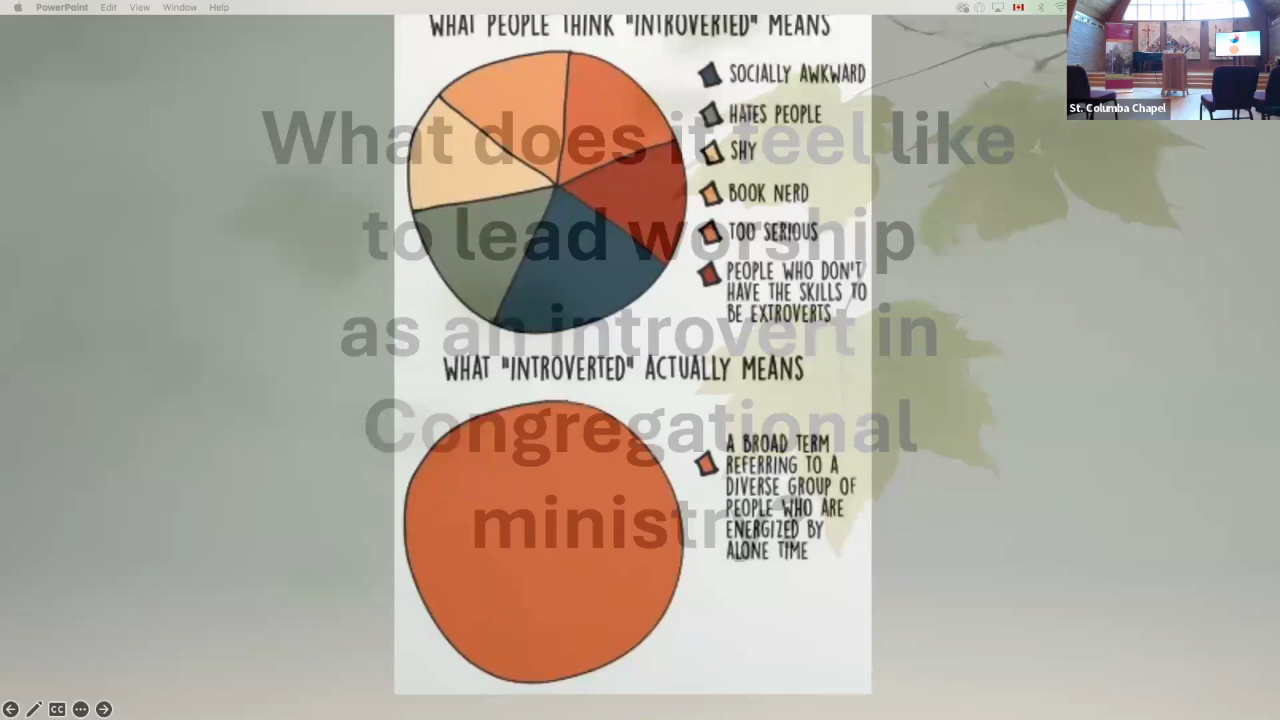 PowerPoint Edit View Window Help
St. Columba Chapel
WHAT PEOPLE THINK "INTROVERTED" MEANS
SOCIALLY AWKWARD
HATES PEOPLE
SHY
BOOK NERD
TOO SERIOUS
PEOPLE WHO DON'T
HAVE THE SKILLS TO
BE EXTROVERTS
WHAT "INTROVERTED" ACTUALLY MEANS
A BROAD TERM
REFERRING TO A
DIVERSE GROUP OF
PEOPLE WHO ARE
ENERGIZED BY
ALONE TIME
What does it feel like
to lead worship
as an introvert in
Congregational
ministr
CC